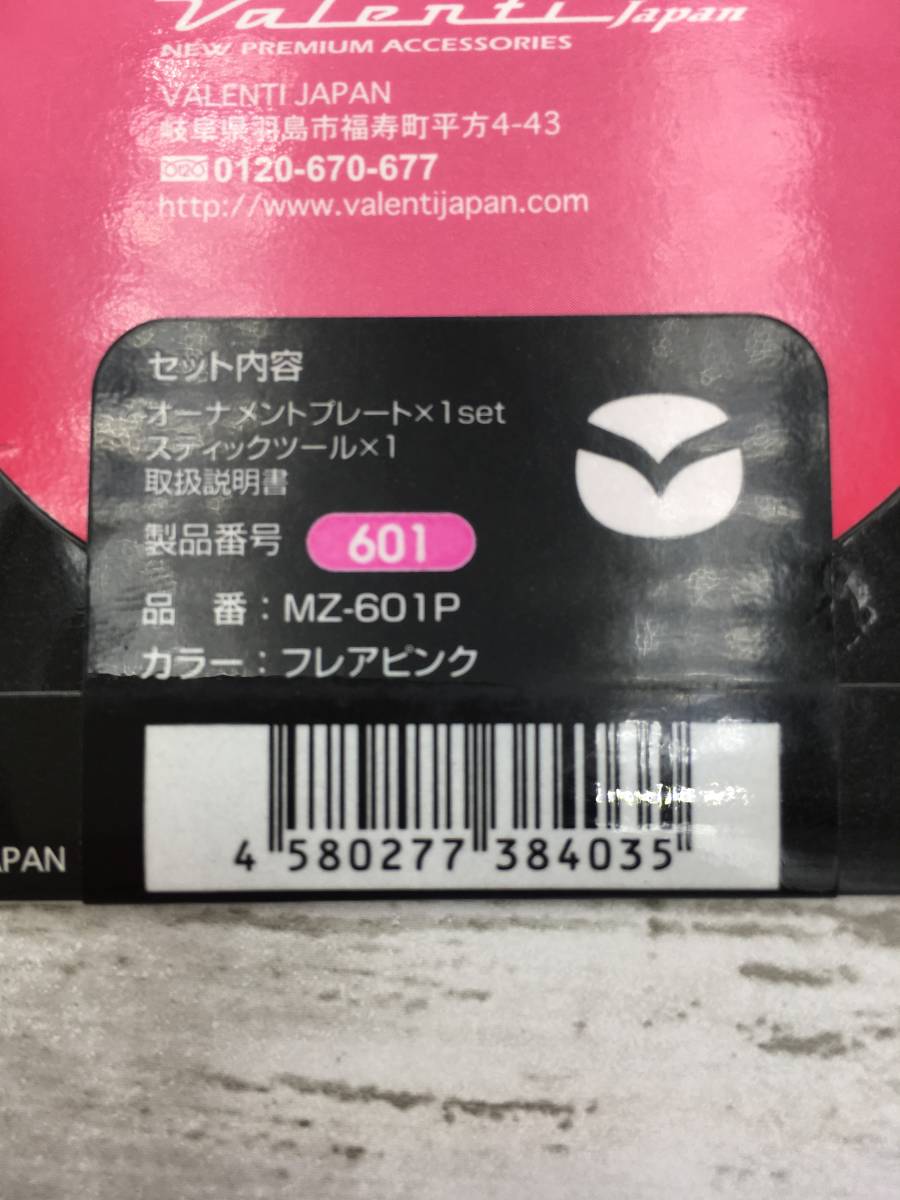 Valenti Japan
NEW PREMIUM ACCESSORIES
VALENTI JAPAN
岐阜県羽島市福寿町平方4-43
0120-670-677
http://www.valentijapan.com
セット内容
オーナメントプレート×1set
スティックツール×1
取扱説明書
製品番号 601
品 番：MZ-601P
カラー：フレアピンク
4 580277 384035
APAN